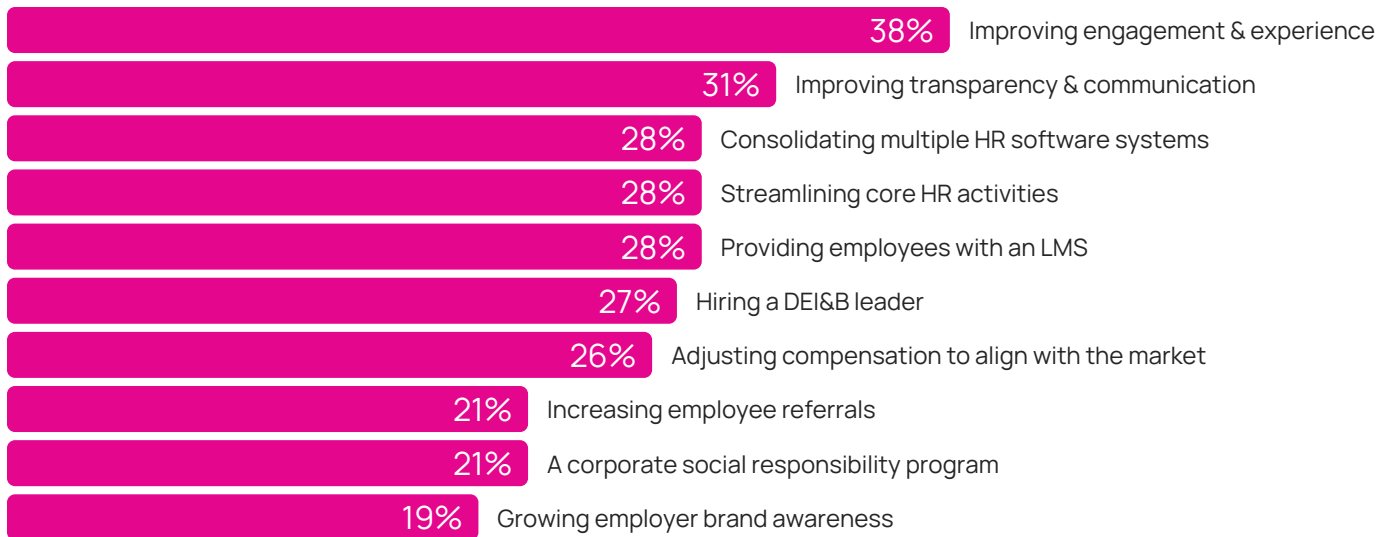 38% Improving engagement & experience
31% Improving transparency & communication
28% Consolidating multiple HR software systems
28% Streamlining core HR activities
28% Providing employees with an LMS
27% Hiring a DEI&B leader
26% Adjusting compensation to align with the market
21% Increasing employee referrals
21% A corporate social responsibility program
19% Growing employer brand awareness